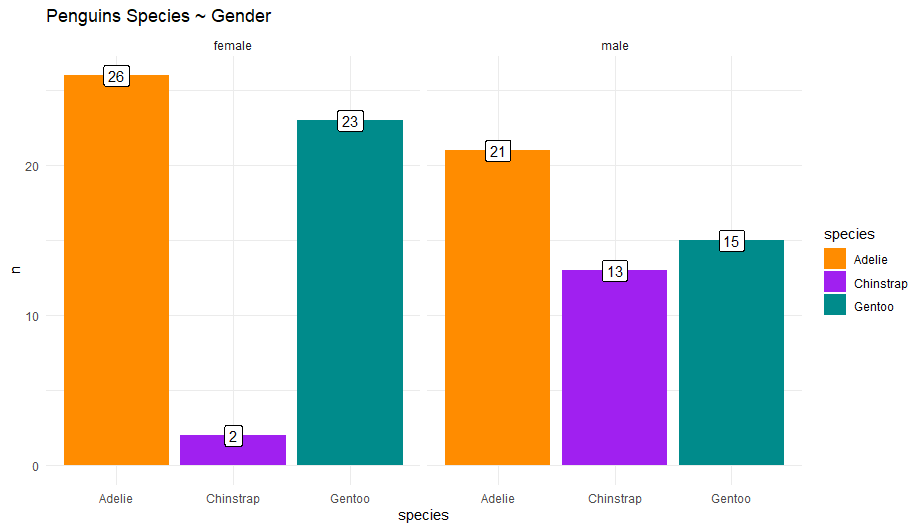 Penguins Species ~ Gender
female
male
26
2
23
21
13
15
n
20
10
0
Adelie
Chinstrap
Gentoo
Adelie
Chinstrap
Gentoo
species
species
Adelie
Chinstrap
Gentoo